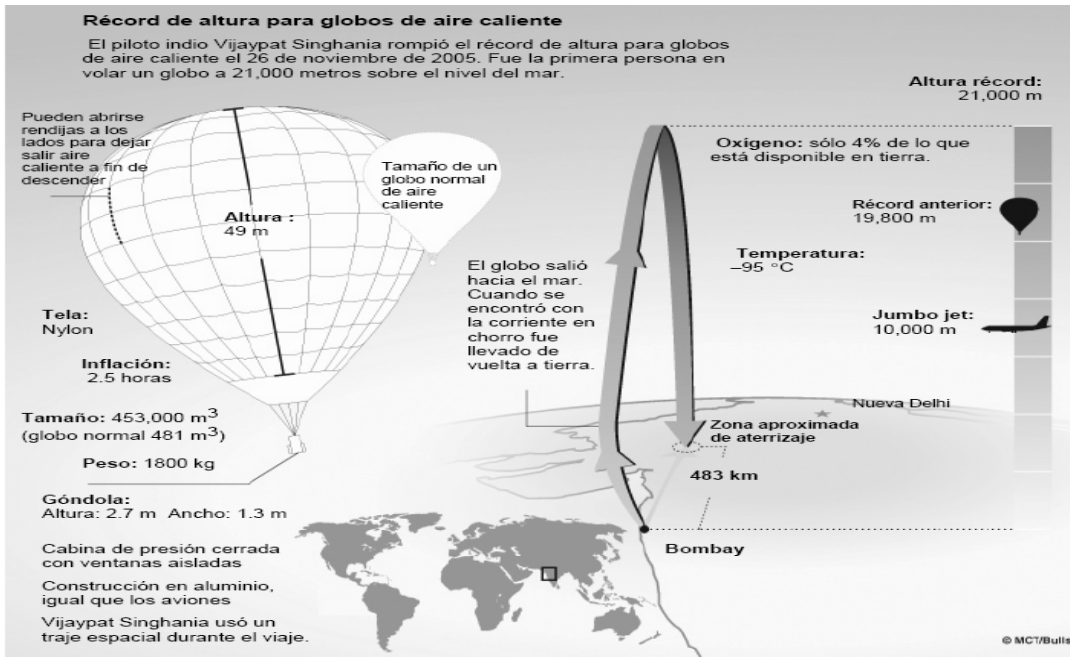 Récord de altura para globos de aire caliente
El piloto indio Vijaypat Singhania rompió el récord de altura para globos
de aire caliente el 26 de noviembre de 2005. Fue la primera persona en
volar un globo a 21,000 metros sobre el nivel del mar.
Pueden abrirse
rendijas a los
lados para dejar
salir aire
caliente a fin de
descender
Tamaño de un
globo normal
de aire
caliente
Altura :
49 m
Tela:
Nylon
Inflación:
2.5 horas
Tamaño: 453,000 m³
(globo normal 481 m³)
Peso: 1800 kg
Góndola:
Altura: 2.7 m Ancho: 1.3 m
Cabina de presión cerrada
con ventanas aisladas
Construcción en aluminio,
igual que los aviones
Vijaypat Singhania usó un
traje espacial durante el viaje.
El globo salió
hacia el mar.
Cuando se
encontró con
la corriente en
chorro fue
llevado de
vuelta a tierra.
Altura récord:
21,000 m
Oxígeno: sólo 4% de lo que
está disponible en tierra.
Récord anterior:
19,800 m
Temperatura:
–95 °C
Jumbo jet:
10,000 m
Nueva Delhi
Zona aproximada
de aterrizaje
483 km
Bombay
© MCT/Bulls